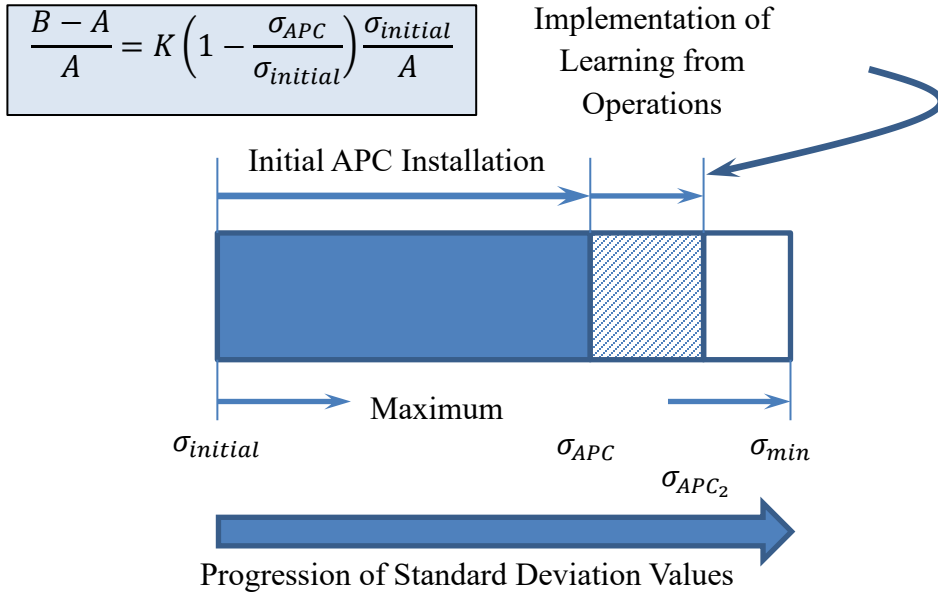 (B − A)/A = K(1 − σ_APC/σ_initial) σ_initial/A
Implementation of
Learning from
Operations
Initial APC Installation
Maximum
σ_initial
σ_APC
σ_min
σ_APC₂
Progression of Standard Deviation Values